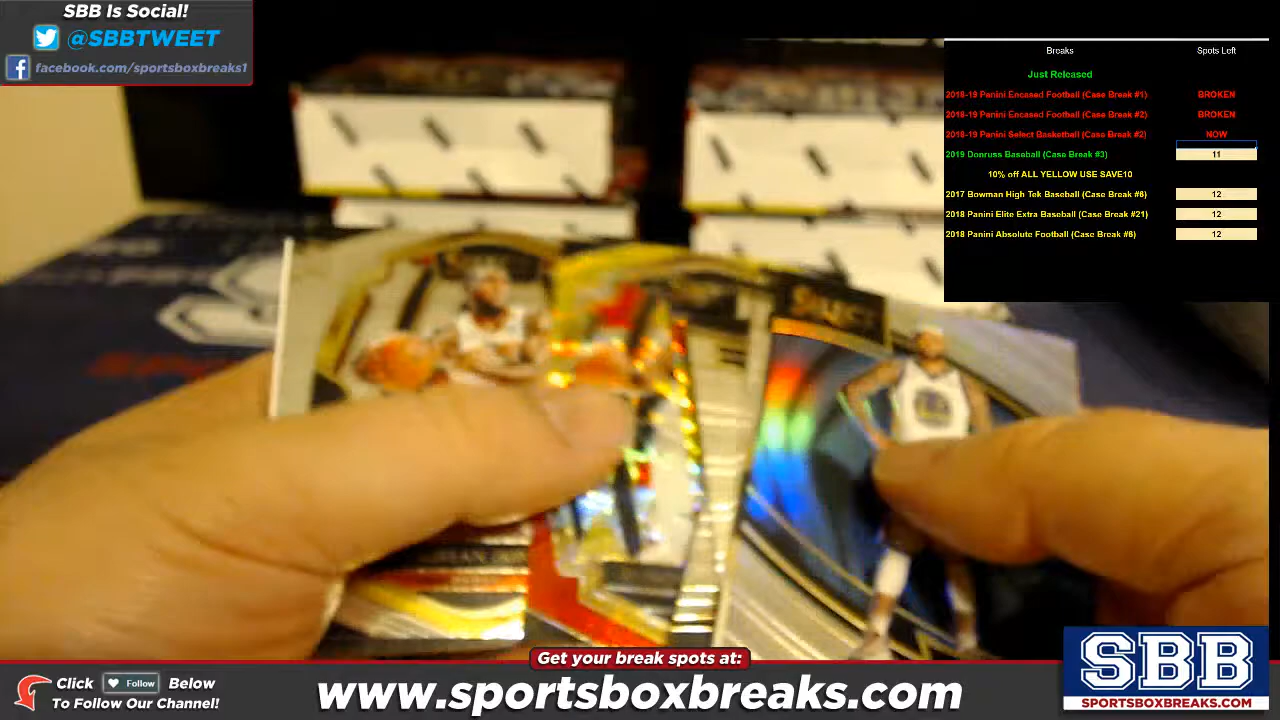 SBB Is Social!
@SBBTWEET
facebook.com/sportsboxbreaks1
Breaks Spots Left
Just Released
2018-19 Panini Encased Football (Case Break #1) BROKEN
2018-19 Panini Encased Football (Case Break #2) BROKEN
2018-19 Panini Select Basketball (Case Break #2) NOW
2019 Donruss Baseball (Case Break #3) 11
10% off ALL YELLOW USE SAVE10
2017 Bowman High Tek Baseball (Case Break #6) 12
2018 Panini Elite Extra Baseball (Case Break #21) 12
2018 Panini Absolute Football (Case Break #6) 12
SELECT
Get your break spots at:
Click Follow Below
To Follow Our Channel!
www.sportsboxbreaks.com
SBB
SPORTSBOXBREAKS.COM